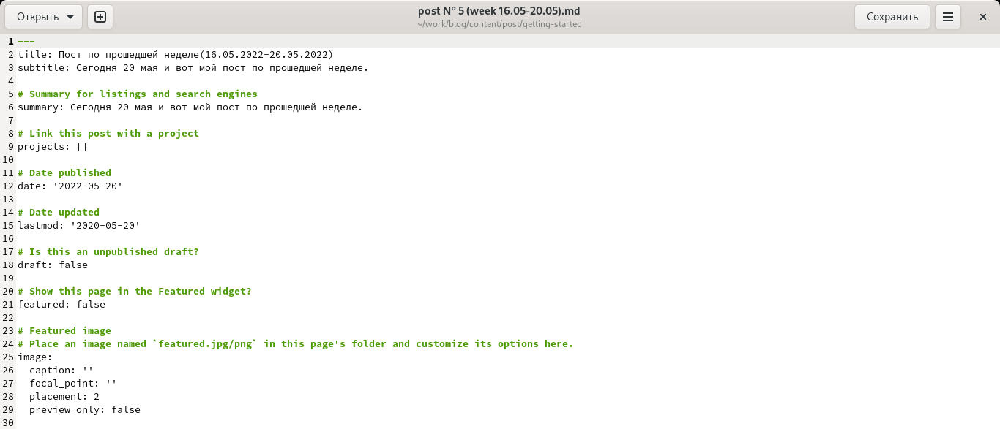 Открыть
post № 5 (week 16.05-20.05).md
~/work/blog/content/post/getting-started
Сохранить
1 ---
2 title: Пост по прошедшей неделе(16.05.2022-20.05.2022)
3 subtitle: Сегодня 20 мая и вот мой пост по прошедшей неделе.
4
5 # Summary for listings and search engines
6 summary: Сегодня 20 мая и вот мой пост по прошедшей неделе.
7
8 # Link this post with a project
9 projects: []
10
11 # Date published
12 date: '2022-05-20'
13
14 # Date updated
15 lastmod: '2020-05-20'
16
17 # Is this an unpublished draft?
18 draft: false
19
20 # Show this page in the Featured widget?
21 featured: false
22
23 # Featured image
24 # Place an image named `featured.jpg/png` in this page's folder and customize its options here.
25 image:
26   caption: ''
27   focal_point: ''
28   placement: 2
29   preview_only: false
30